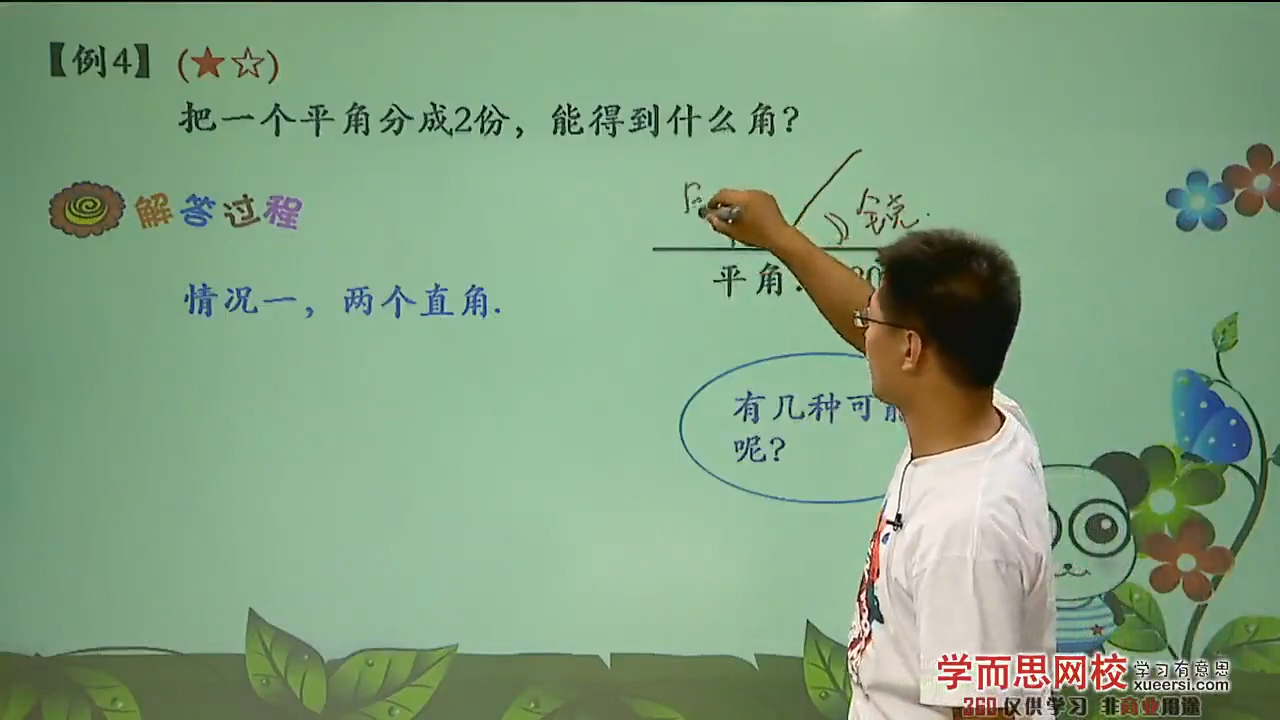 【例4】(★☆)
把一个平角分成2份，能得到什么角?
解答过程
锐
平角:
情况一，两个直角.
有几种可能
呢?
学而思网校 学习有意思
xueersi.com
360 仅供学习 非商业用途